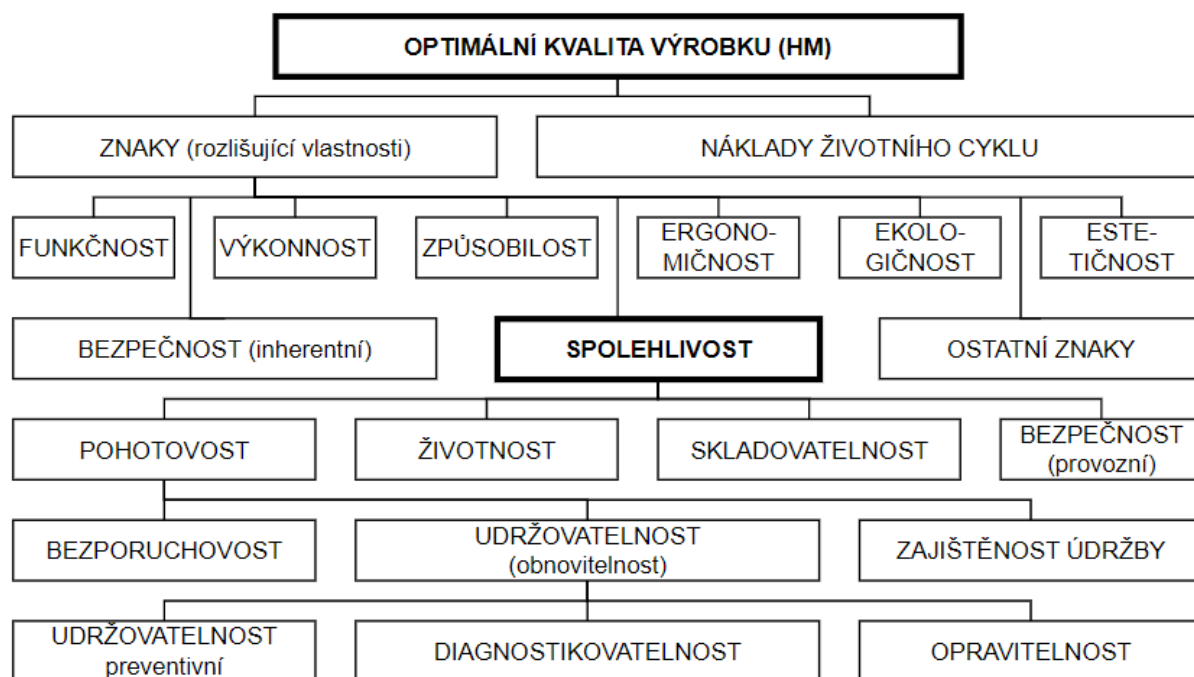 OPTIMÁLNÍ KVALITA VÝROBKU (HM)
ZNAKY (rozlišující vlastnosti)
NÁKLADY ŽIVOTNÍHO CYKLU
FUNKČNOST
VÝKONNOST
ZPŮSOBILOST
ERGONO-
MIČNOST
EKOLO-
GIČNOST
ESTE-
TIČNOST
BEZPEČNOST (inherentní)
SPOLEHLIVOST
OSTATNÍ ZNAKY
POHOTOVOST
ŽIVOTNOST
SKLADOVATELNOST
BEZPEČNOST
(provozní)
BEZPORUCHOVOST
UDRŽOVATELNOST
(obnovitelnost)
ZAJIŠTĚNOST ÚDRŽBY
UDRŽOVATELNOST
preventivní
DIAGNOSTIKOVATELNOST
OPRAVITELNOST